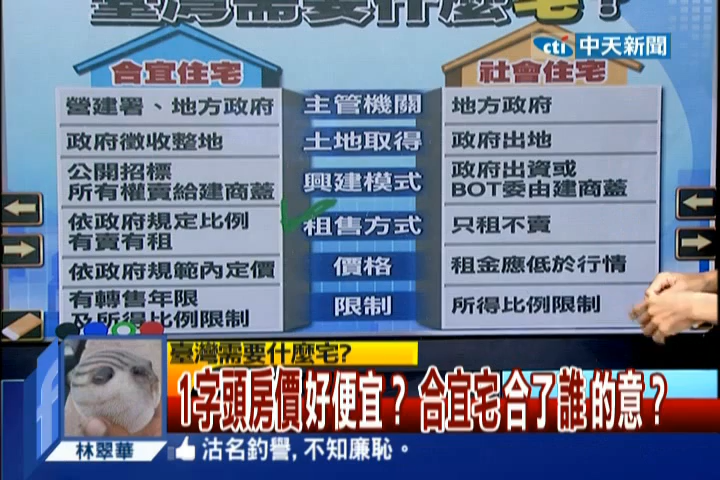 臺灣需要什麼宅?
cti 中天新聞
合宜住宅
社會住宅
營建署、地方政府 主管機關 地方政府
政府徵收整地 土地取得 政府出地
公開招標
所有權賣給建商蓋
興建模式
政府出資或
BOT委由建商蓋
依政府規定比例
有賣有租
租售方式
只租不賣
依政府規範內定價 價格 租金應低於行情
有轉售年限
及所得比例限制
限制
所得比例限制
臺灣需要什麼宅?
1字頭房價好便宜? 合宜宅合了誰的意?
林翠華
沽名釣譽,不知廉恥。